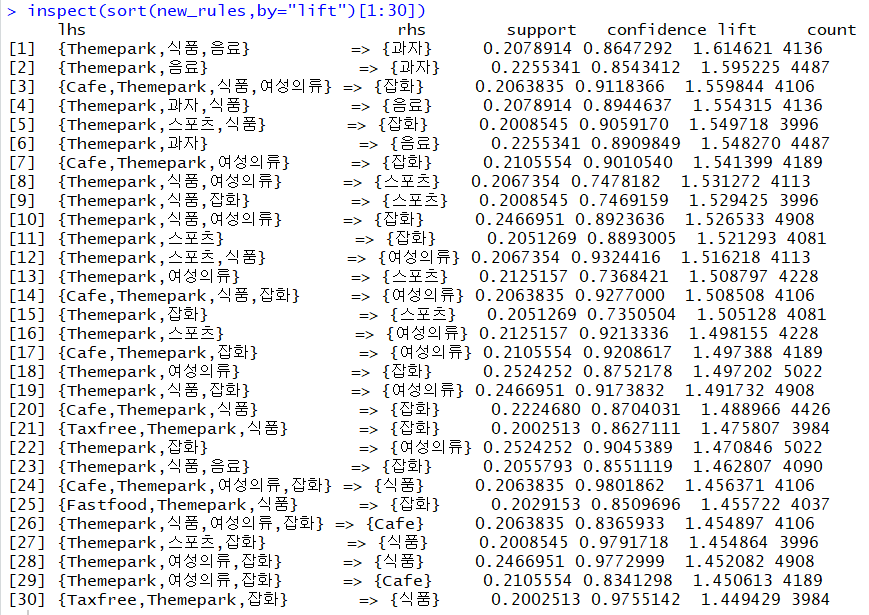 > inspect(sort(new_rules,by="lift")[1:30])
lhs rhs support confidence lift count
[1] {Themepark,식품,음료} => {과자} 0.2078914 0.8647292 1.614621 4136
[2] {Themepark,음료} => {과자} 0.2255341 0.8543412 1.595225 4487
[3] {Cafe,Themepark,식품,여성의류} => {잡화} 0.2063835 0.9118366 1.559844 4106
[4] {Themepark,과자,식품} => {음료} 0.2078914 0.8944637 1.554315 4136
[5] {Themepark,스포츠,식품} => {잡화} 0.2008545 0.9059170 1.549718 3996
[6] {Themepark,과자} => {음료} 0.2255341 0.8909849 1.548270 4487
[7] {Cafe,Themepark,여성의류} => {잡화} 0.2105554 0.9010540 1.541399 4189
[8] {Themepark,식품,여성의류} => {스포츠} 0.2067354 0.7478182 1.531272 4113
[9] {Themepark,식품,잡화} => {스포츠} 0.2008545 0.7469159 1.529425 3996
[10] {Themepark,식품,여성의류} => {잡화} 0.2466951 0.8923636 1.526533 4908
[11] {Themepark,스포츠} => {잡화} 0.2051269 0.8893005 1.521293 4081
[12] {Themepark,스포츠,식품} => {여성의류} 0.2067354 0.9324416 1.516218 4113
[13] {Themepark,여성의류} => {스포츠} 0.2125157 0.7368421 1.508797 4228
[14] {Cafe,Themepark,식품,잡화} => {여성의류} 0.2063835 0.9277000 1.508508 4106
[15] {Themepark,잡화} => {스포츠} 0.2051269 0.7350504 1.505128 4081
[16] {Themepark,스포츠} => {여성의류} 0.2125157 0.9213336 1.498155 4228
[17] {Cafe,Themepark,잡화} => {여성의류} 0.2105554 0.9208617 1.497388 4189
[18] {Themepark,여성의류} => {잡화} 0.2524252 0.8752178 1.497202 5022
[19] {Themepark,식품,잡화} => {여성의류} 0.2466951 0.9173832 1.491732 4908
[20] {Cafe,Themepark,식품} => {잡화} 0.2224680 0.8704031 1.488966 4426
[21] {Taxfree,Themepark,식품} => {잡화} 0.2002513 0.8627111 1.475807 3984
[22] {Themepark,잡화} => {여성의류} 0.2524252 0.9045389 1.470846 5022
[23] {Themepark,식품,음료} => {잡화} 0.2055793 0.8551119 1.462807 4090
[24] {Cafe,Themepark,여성의류,잡화} => {식품} 0.2063835 0.9801862 1.456371 4106
[25] {Fastfood,Themepark,식품} => {잡화} 0.2029153 0.8509696 1.455722 4037
[26] {Themepark,식품,여성의류,잡화} => {Cafe} 0.2063835 0.8365933 1.454897 4106
[27] {Themepark,스포츠,잡화} => {식품} 0.2008545 0.9791718 1.454864 3996
[28] {Themepark,여성의류,잡화} => {식품} 0.2466951 0.9772999 1.452082 4908
[29] {Themepark,여성의류,잡화} => {Cafe} 0.2105554 0.8341298 1.450613 4189
[30] {Taxfree,Themepark,잡화} => {식품} 0.2002513 0.9755142 1.449429 3984